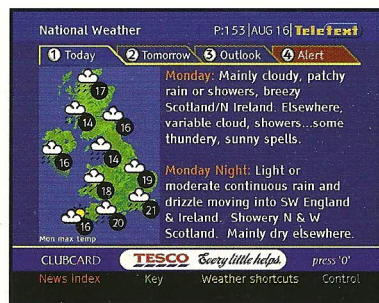 National Weather P:153 AUG 16 Teletext
1 Today 2 Tomorrow 3 Outlook 4 Alert
Monday: Mainly cloudy, patchy
rain or showers, breezy
Scotland/N Ireland. Elsewhere,
variable cloud, showers...some
thundery, sunny spells.
Monday Night: Light or
moderate continuous rain and
drizzle moving into SW England
& Ireland. Showery N & W
Scotland. Mainly dry elsewhere.
17
14
16
16
14
19
18
21
20
16
Mon max temp
CLUBCARD TESCO Every little helps. press '0'
News index Key Weather shortcuts Control